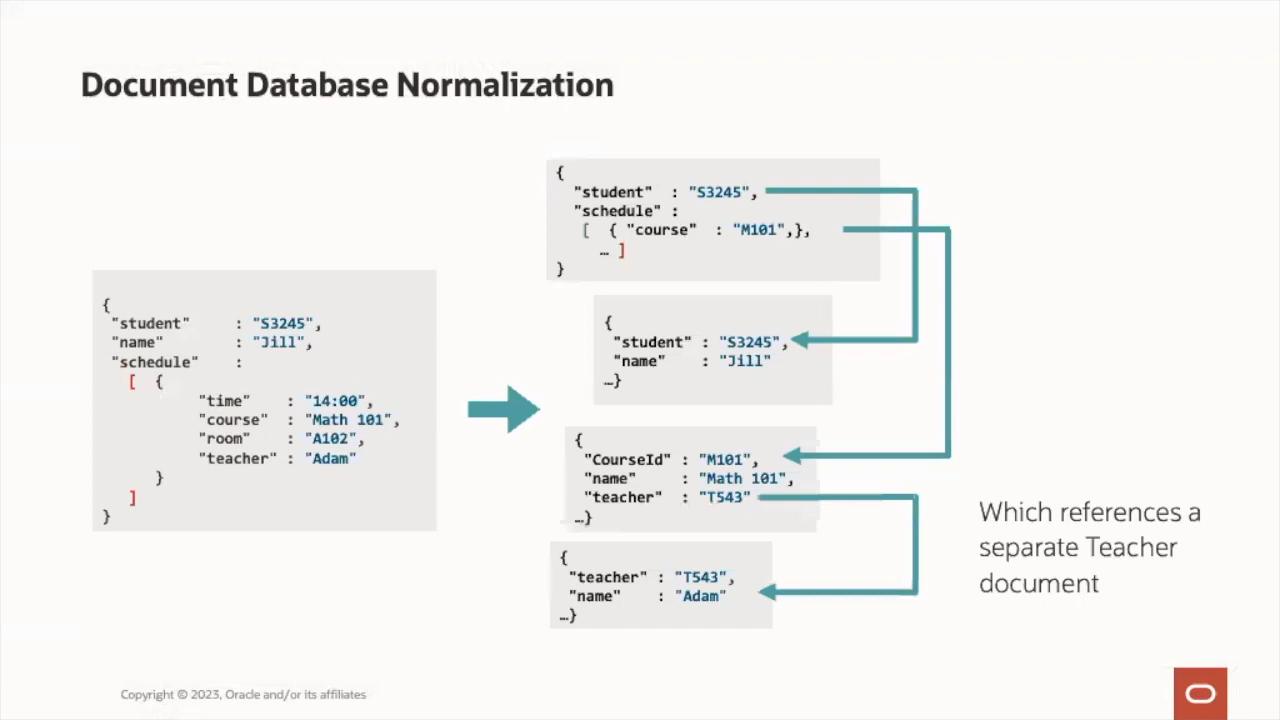 Document Database Normalization
{
"student" : "S3245",
"name" : "Jill",
"schedule" :
[ {
"time" : "14:00",
"course" : "Math 101",
"room" : "A102",
"teacher" : "Adam"
}
]
}
{
"student" : "S3245",
"schedule" :
[ { "course" : "M101",},
… ]
}
{
"student" : "S3245",
"name" : "Jill"
…}
{
"CourseId" : "M101",
"name" : "Math 101",
"teacher" : "T543"
…}
{
"teacher" : "T543",
"name" : "Adam"
…}
Which references a
separate Teacher
document
Copyright © 2023, Oracle and/or its affiliates